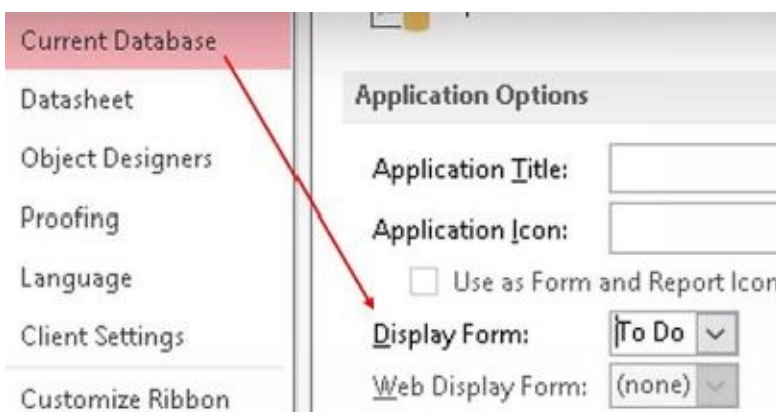 Current Database
Datasheet
Object Designers
Proofing
Language
Client Settings
Customize Ribbon
Application Options
Application Title:
Application Icon:
Use as Form and Report Icon
Display Form: To Do
Web Display Form: (none)